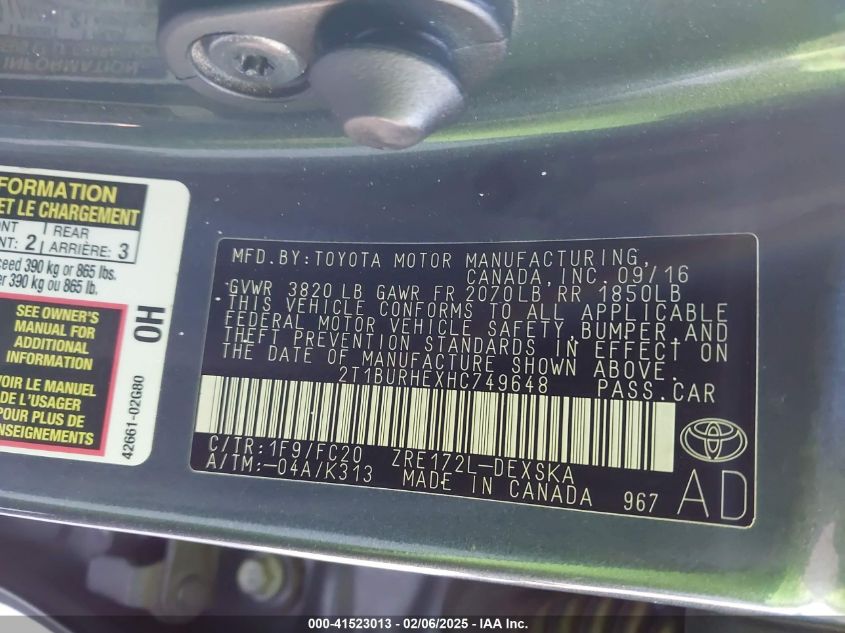 INFORMATION
FORMATION
ET LE CHARGEMENT
NT REAR
NT: 2 ARRIÈRE: 3
ceed 390 kg or 865 lbs.
390 kg ou 865 lb.
SEE OWNER'S
MANUAL FOR
ADDITIONAL
INFORMATION
VOIR LE MANUEL
DE L'USAGER
POUR PLUS DE
RENSEIGNEMENTS
OH
42661-02G80
MFD. BY: TOYOTA MOTOR MANUFACTURING,
CANADA, INC. 09/16
GVWR 3820 LB GAWR FR 2070LB RR 1850LB
THIS VEHICLE CONFORMS TO ALL APPLICABLE
FEDERAL MOTOR VEHICLE SAFETY, BUMPER, AND
THEFT PREVENTION STANDARDS IN EFFECT ON
THE DATE OF MANUFACTURE SHOWN ABOVE.
2T1BURHEXHC749648 PASS.CAR
C/TR: 1F9/FC20 ZRE172L-DEXSKA
A/TM: -04A/K313 MADE IN CANADA 967 AD
000-41523013 - 02/06/2025 - IAA Inc.